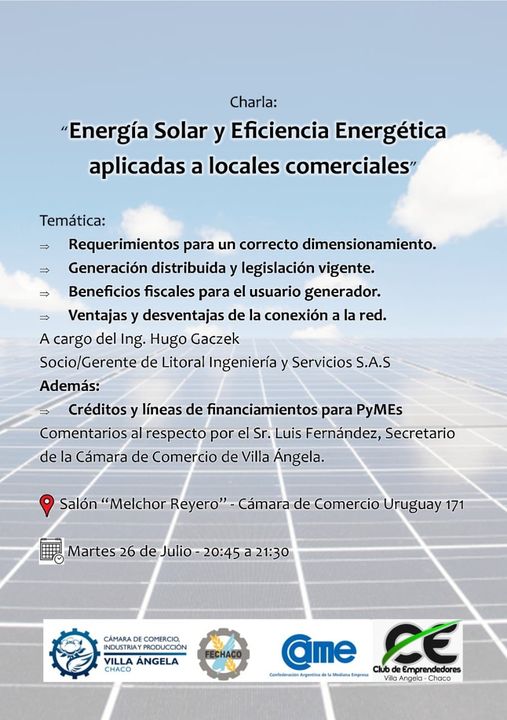 Charla:
“Energía Solar y Eficiencia Energética
aplicadas a locales comerciales”
Temática:
⇒ Requerimientos para un correcto dimensionamiento.
⇒ Generación distribuida y legislación vigente.
⇒ Beneficios fiscales para el usuario generador.
⇒ Ventajas y desventajas de la conexión a la red.
A cargo del Ing. Hugo Gaczek
Socio/Gerente de Litoral Ingeniería y Servicios S.A.S
Además:
⇒ Créditos y líneas de financiamientos para PyMEs
Comentarios al respecto por el Sr. Luis Fernández, Secretario
de la Cámara de Comercio de Villa Ángela.
Salón “Melchor Reyero” - Cámara de Comercio Uruguay 171
Martes 26 de Julio - 20:45 a 21:30
CÁMARA DE COMERCIO,
INDUSTRIA Y PRODUCCIÓN
VILLA ÁNGELA
CHACO
FECHACO
Came
Confederación Argentina de la Mediana Empresa
CE
Club de Emprendedores
Villa Angela - Chaco